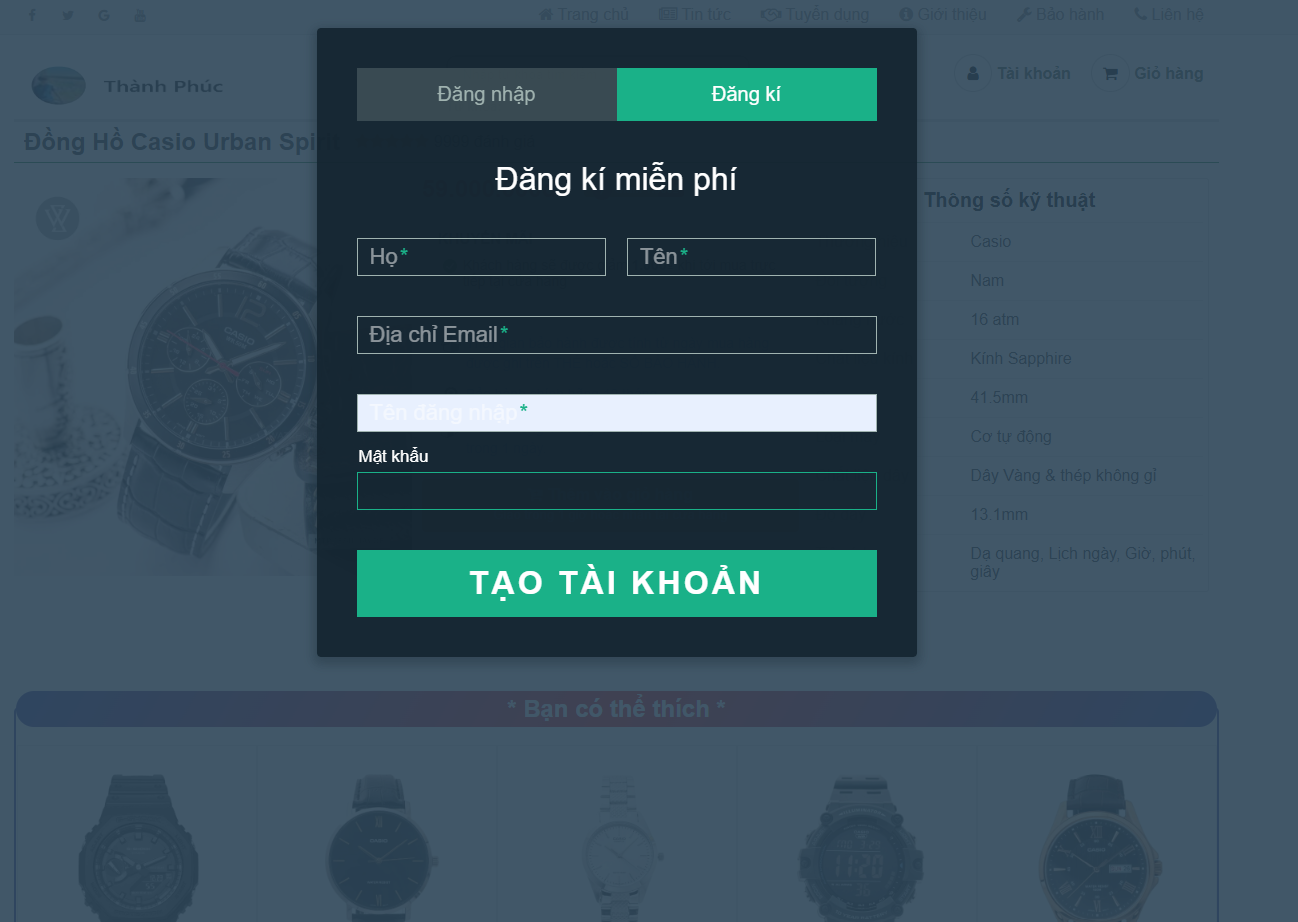 Trang chủ Tin tức Tuyển dụng Giới thiệu Bảo hành Liên hệ
Thành Phúc
Tài khoản Giỏ hàng
Đồng Hồ Casio Urban
Đăng nhập Đăng kí
Đăng kí miễn phí
Họ* Tên*
Địa chỉ Email*
Tên đăng nhập*
Mật khẩu
TẠO TÀI KHOẢN
Thông số kỹ thuật
Casio
Nam
16 atm
Kính Sapphire
41.5mm
Cơ tự động
Dây Vàng & thép không gỉ
13.1mm
Dạ quang, Lịch ngày, Giờ, phút,
giây
CASIO
* Bạn có thể thích *
11:20